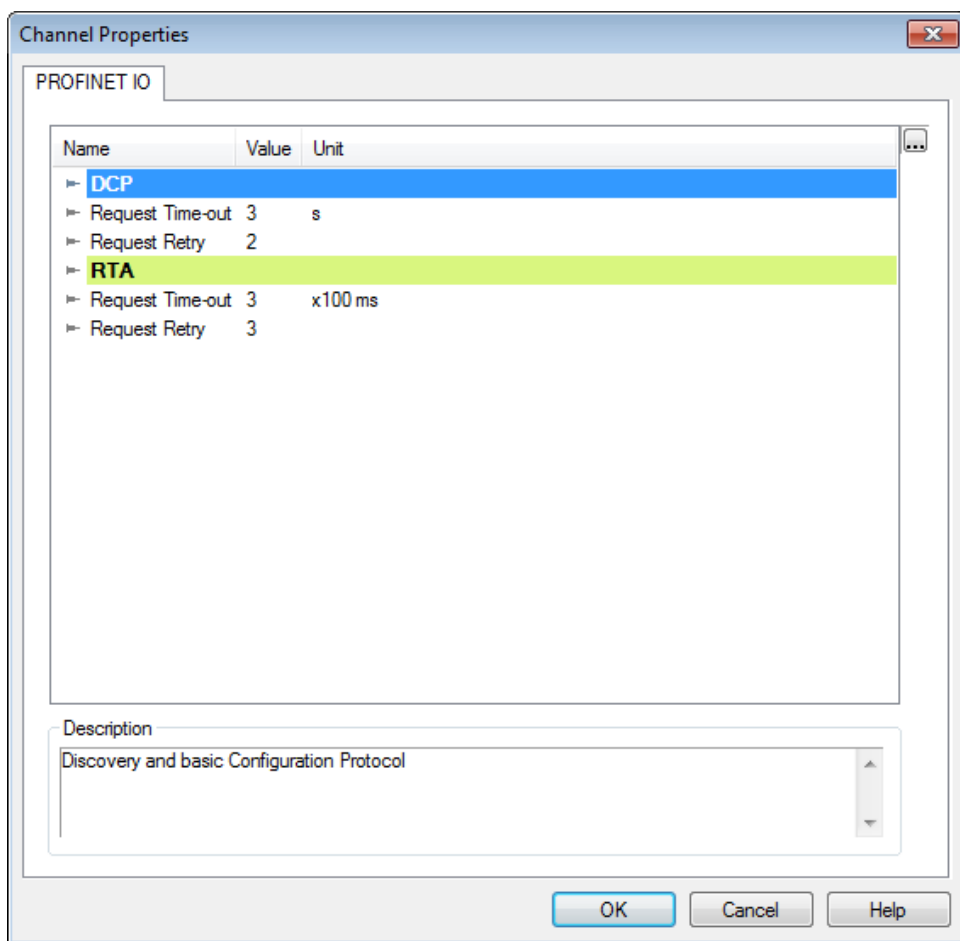 Channel Properties
PROFINET IO
Name Value Unit
...
DCP
Request Time-out 3 s
Request Retry 2
RTA
Request Time-out 3 x100 ms
Request Retry 3
Description
Discovery and basic Configuration Protocol
OK Cancel Help